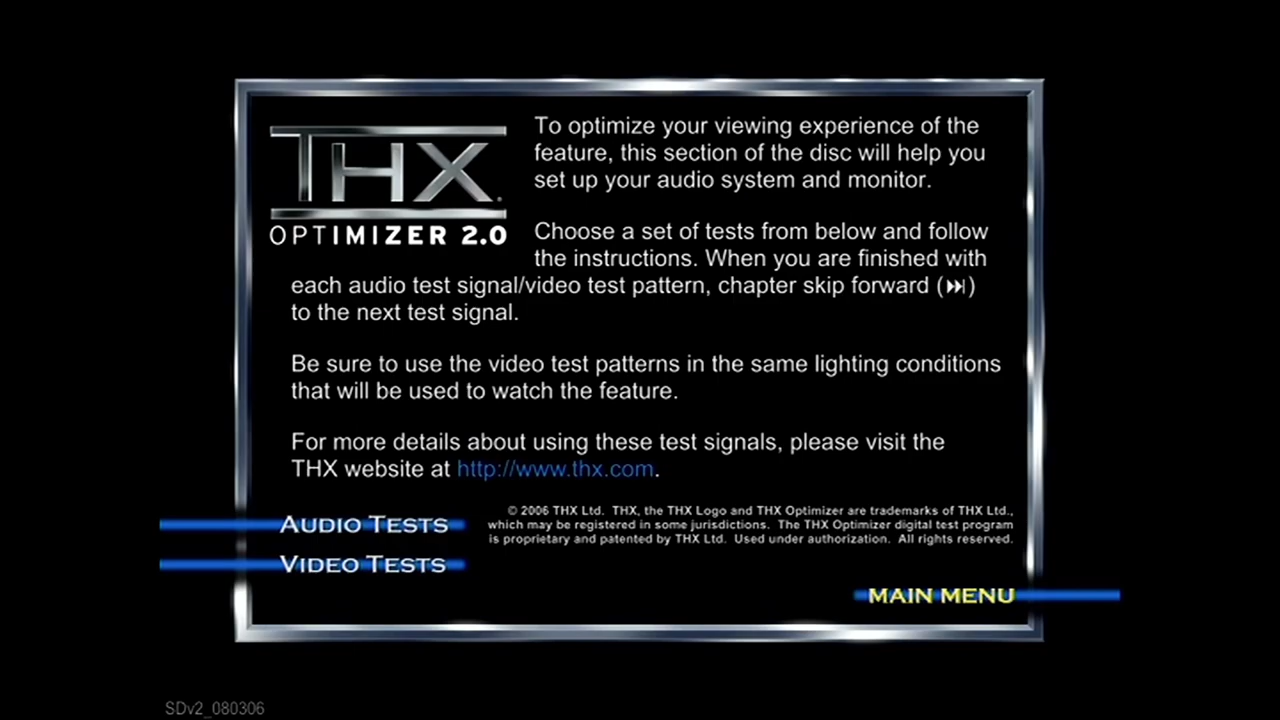 THX
OPTIMIZER 2.0
To optimize your viewing experience of the
feature, this section of the disc will help you
set up your audio system and monitor.
Choose a set of tests from below and follow
the instructions. When you are finished with
each audio test signal/video test pattern, chapter skip forward (⏭)
to the next test signal.
Be sure to use the video test patterns in the same lighting conditions
that will be used to watch the feature.
For more details about using these test signals, please visit the
THX website at http://www.thx.com.
© 2006 THX Ltd. THX, the THX Logo and THX Optimizer are trademarks of THX Ltd.,
which may be registered in some jurisdictions. The THX Optimizer digital test program
is proprietary and patented by THX Ltd. Used under authorization. All rights reserved.
AUDIO TESTS
VIDEO TESTS
MAIN MENU
SDv2_080306